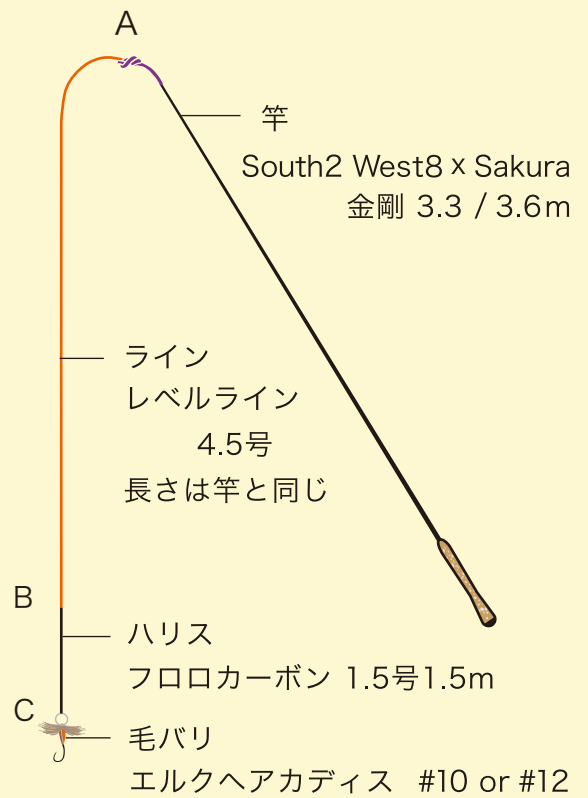 A
竿
South2 West8 x Sakura
金剛 3.3 / 3.6m
ライン
レベルライン
4.5号
長さは竿と同じ
B
ハリス
フロロカーボン 1.5号1.5m
C
毛バリ
エルクヘアカディス #10 or #12